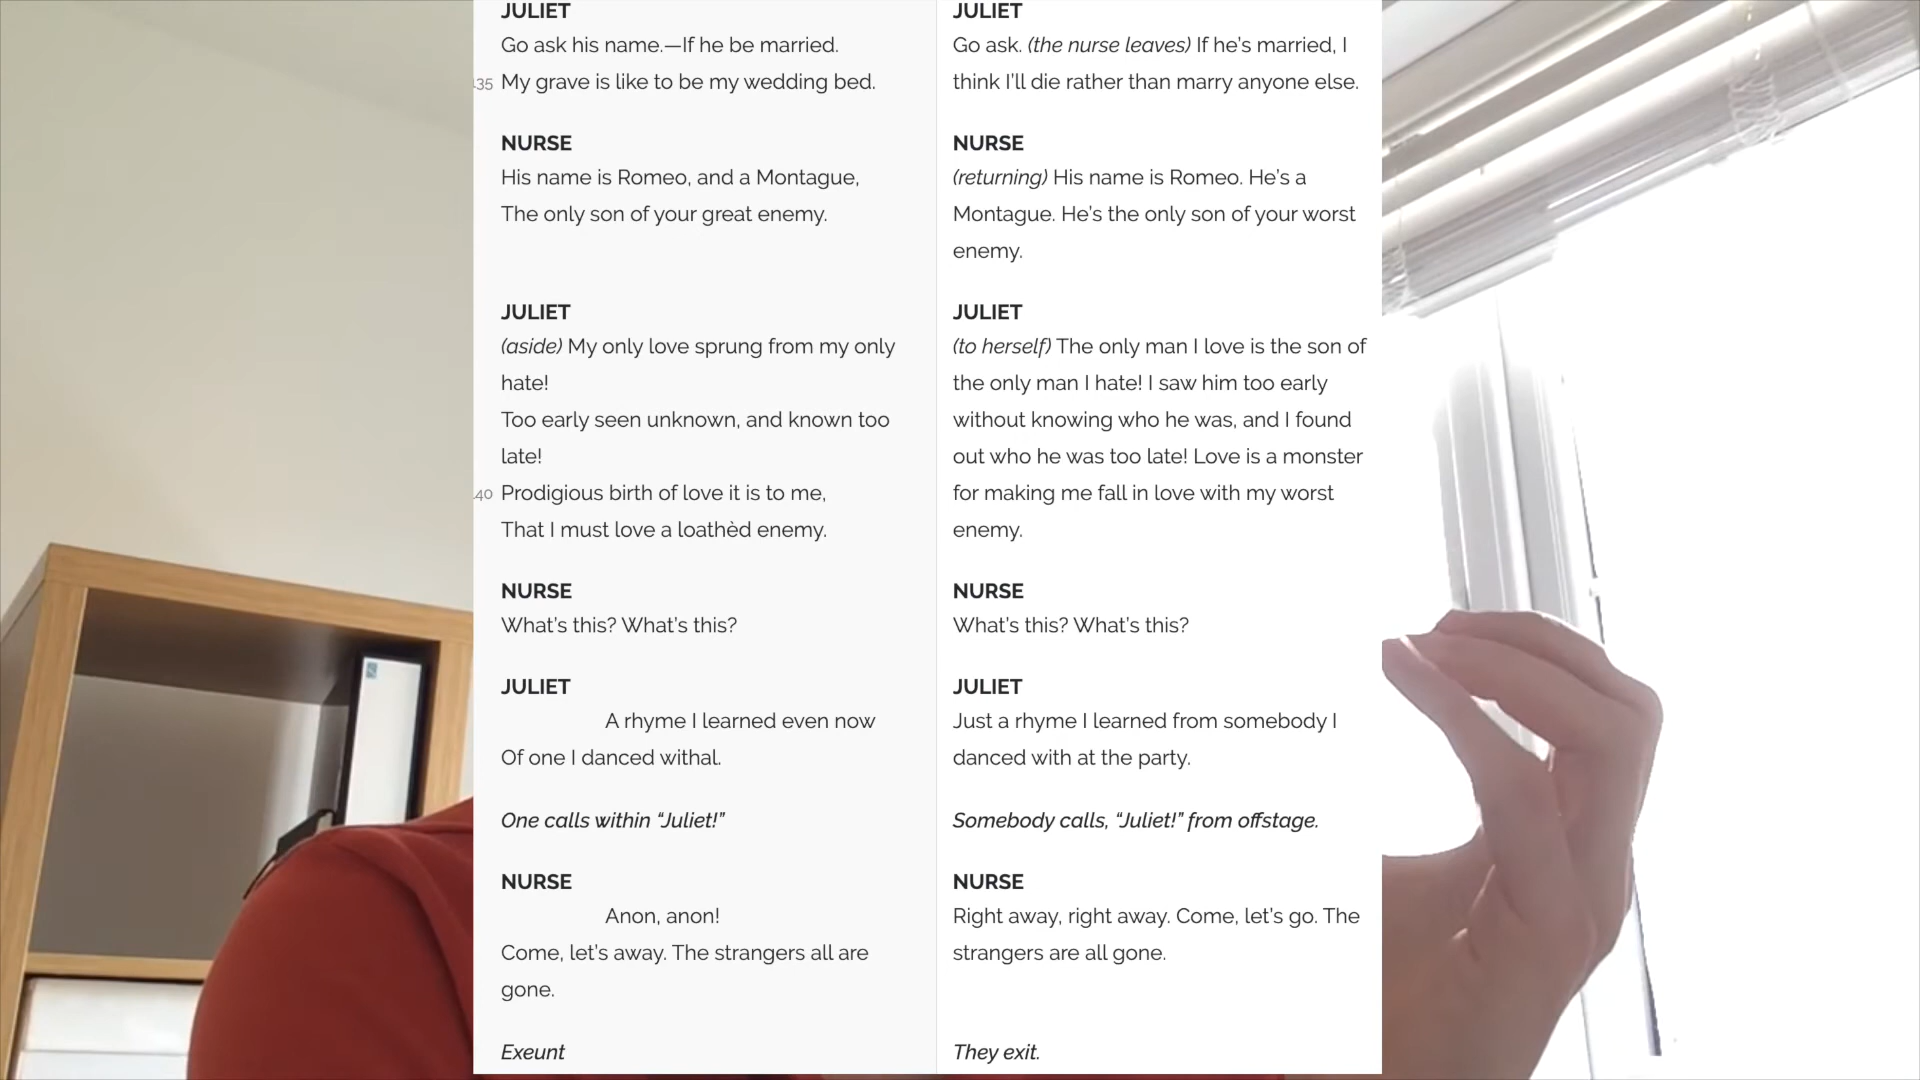 JULIET
Go ask his name.—If he be married.
35 My grave is like to be my wedding bed.
NURSE
His name is Romeo, and a Montague,
The only son of your great enemy.
JULIET
(aside) My only love sprung from my only
hate!
Too early seen unknown, and known too
late!
40 Prodigious birth of love it is to me,
That I must love a loathèd enemy.
NURSE
What’s this? What’s this?
JULIET
A rhyme I learned even now
Of one I danced withal.
One calls within “Juliet!”
NURSE
Anon, anon!
Come, let’s away. The strangers all are
gone.
Exeunt
JULIET
Go ask. (the nurse leaves) If he’s married, I
think I’ll die rather than marry anyone else.
NURSE
(returning) His name is Romeo. He’s a
Montague. He’s the only son of your worst
enemy.
JULIET
(to herself) The only man I love is the son of
the only man I hate! I saw him too early
without knowing who he was, and I found
out who he was too late! Love is a monster
for making me fall in love with my worst
enemy.
NURSE
What’s this? What’s this?
JULIET
Just a rhyme I learned from somebody I
danced with at the party.
Somebody calls, “Juliet!” from offstage.
NURSE
Right away, right away. Come, let’s go. The
strangers are all gone.
They exit.